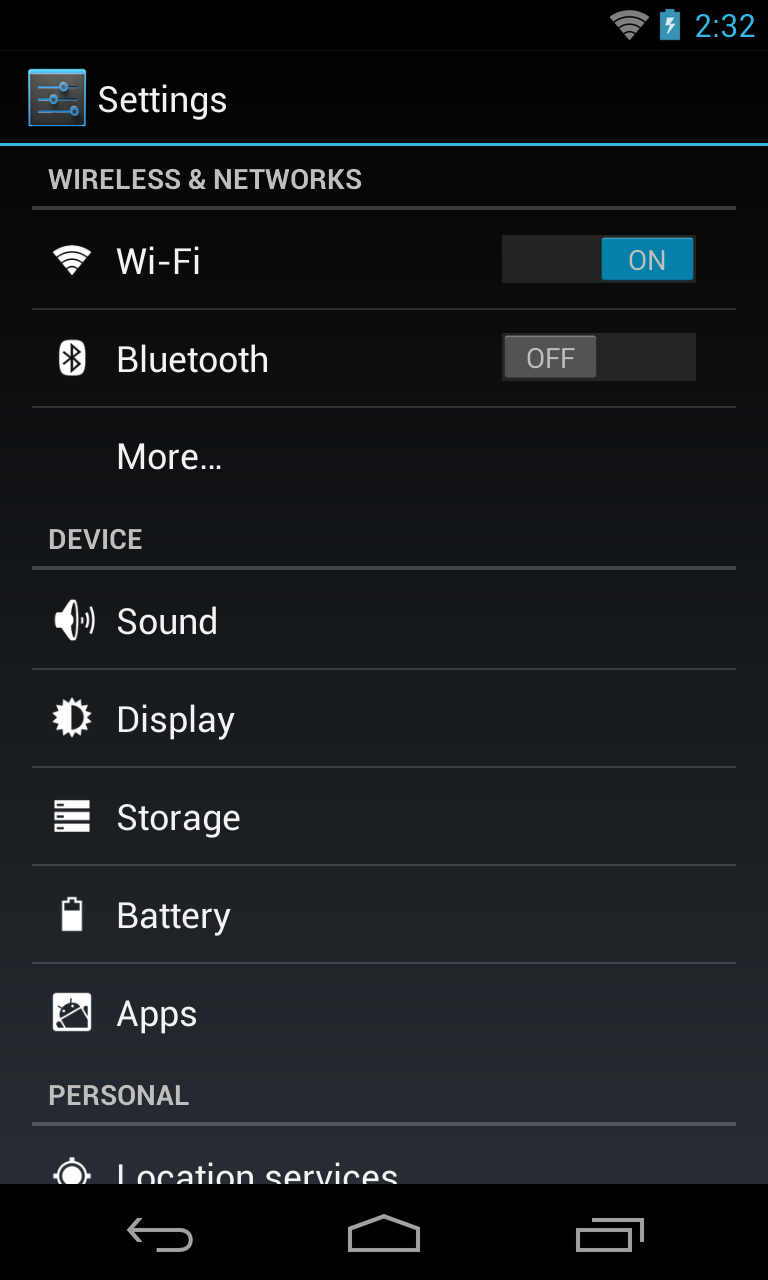 2:32
Settings
WIRELESS & NETWORKS
Wi-Fi
ON
Bluetooth
OFF
More…
DEVICE
Sound
Display
Storage
Battery
Apps
PERSONAL
Location services